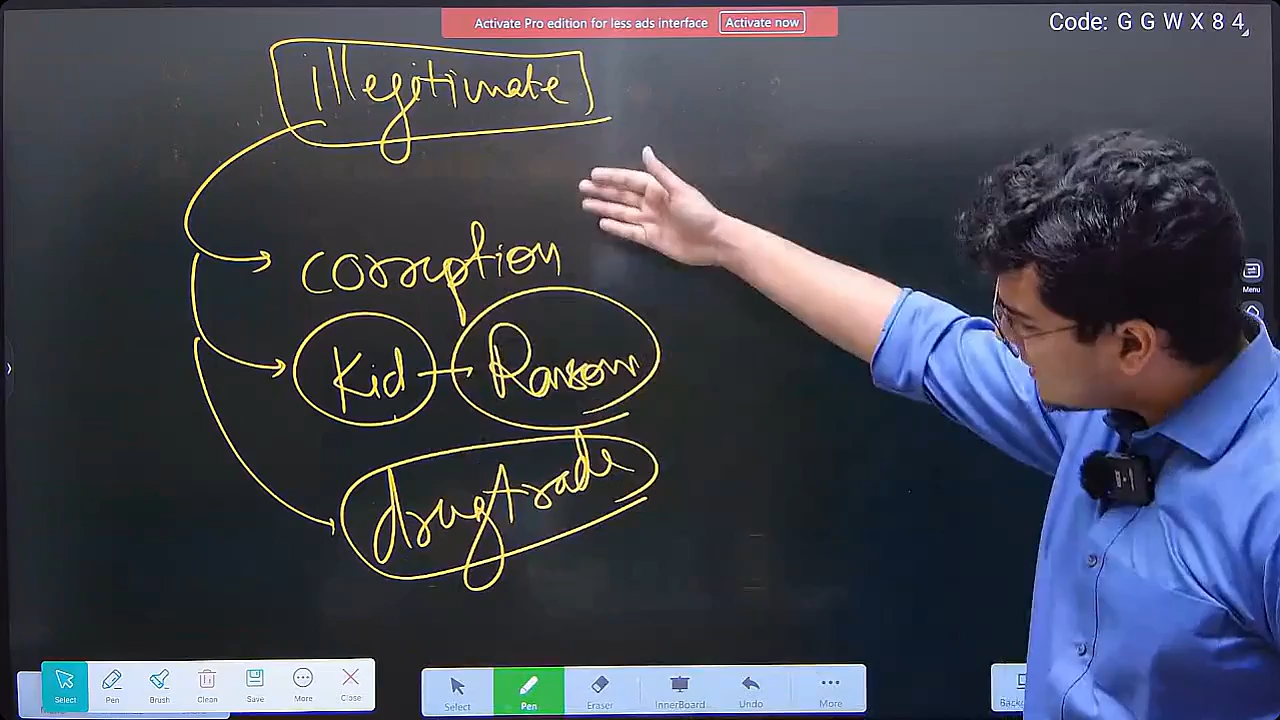 Activate Pro edition for less ads interface Activate now
Code: G G W X 8 4
illegitimate
corruption
Kid Ransom
drug trade
Menu
Select Pen Brush Clean Save More Close
Select Pen Eraser InnerBoard Undo More